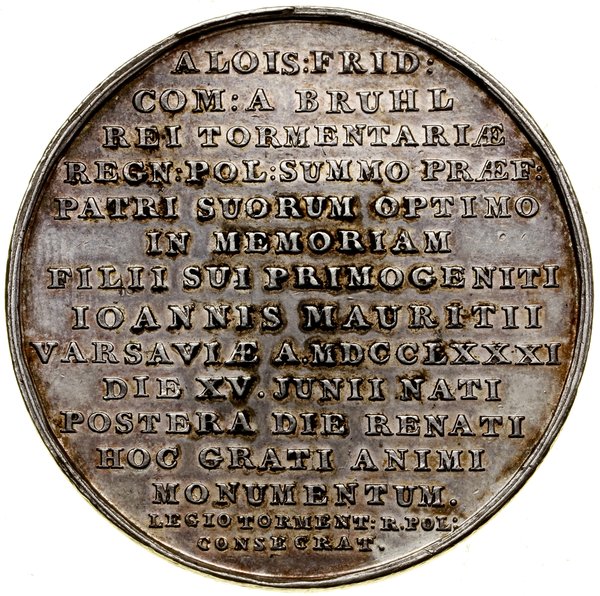 ALOIS:FRID:
COM:A BRUHL
REI TORMENTARIÆ
REGN:POL:SUMMO PRÆF:
PATRI SUORUM OPTIMO
IN MEMORIAM
FILII SUI PRIMOGENITI
IOANNIS MAURITII
VARSAVIÆ A.MDCCLXXXI
DIE XV.JUNII NATI
POSTERA DIE RENATI
HOC GRATI ANIMI
MONUMENTUM.
LEGIO TORMENT:R.POL:
CONSECRAT.